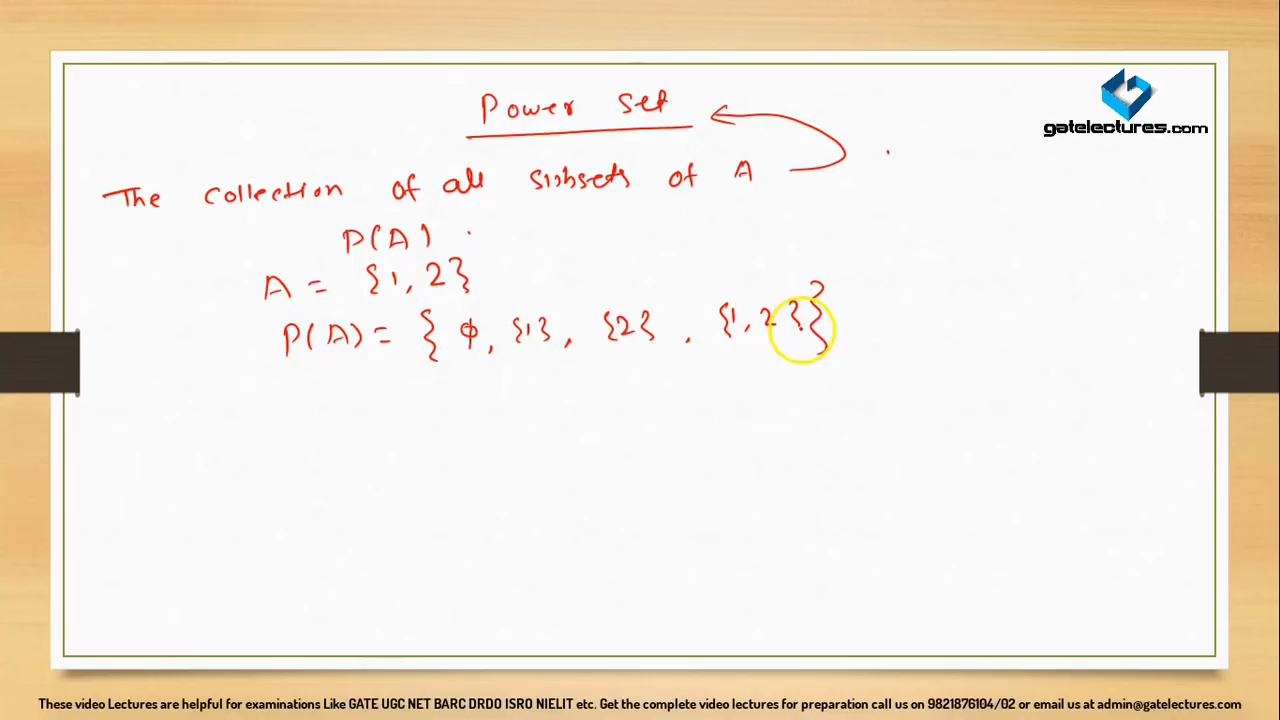 Power Set
gatelectures.com
The collection of all subsets of A
P(A)
A = {1, 2}
P(A) = { ϕ, {1}, {2}, {1, 2}}
These video Lectures are helpful for examinations Like GATE UGC NET BARC DRDO ISRO NIELIT etc. Get the complete video lectures for preparation call us on 9821876104/02 or email us at admin@gatelectures.com